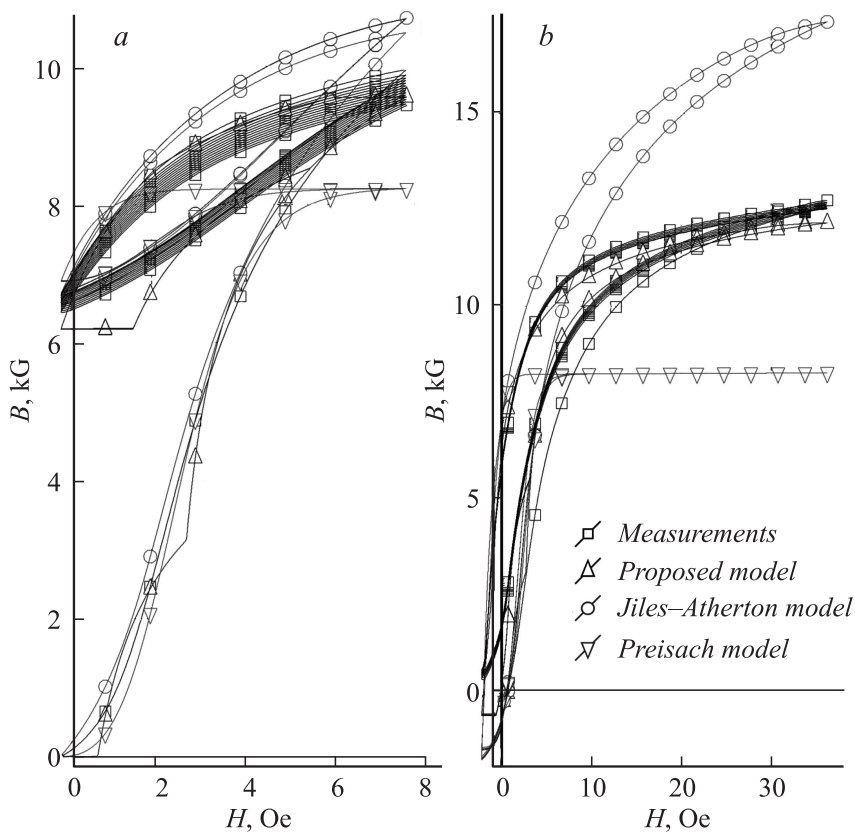 a
b
10
8
6
4
2
0
B, kG
0
2
4
6
8
H, Oe
15
10
5
0
B, kG
Measurements
Proposed model
Jiles–Atherton model
Preisach model
0
10
20
30
H, Oe